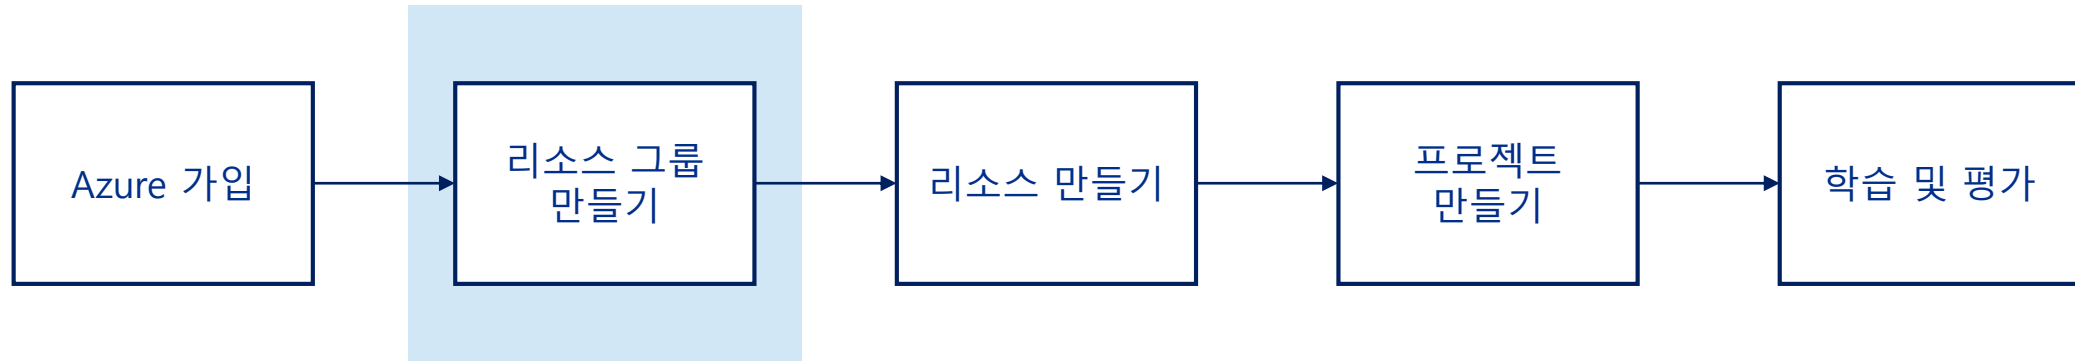 Azure 가입
리소스 그룹
만들기
리소스 만들기
프로젝트
만들기
학습 및 평가